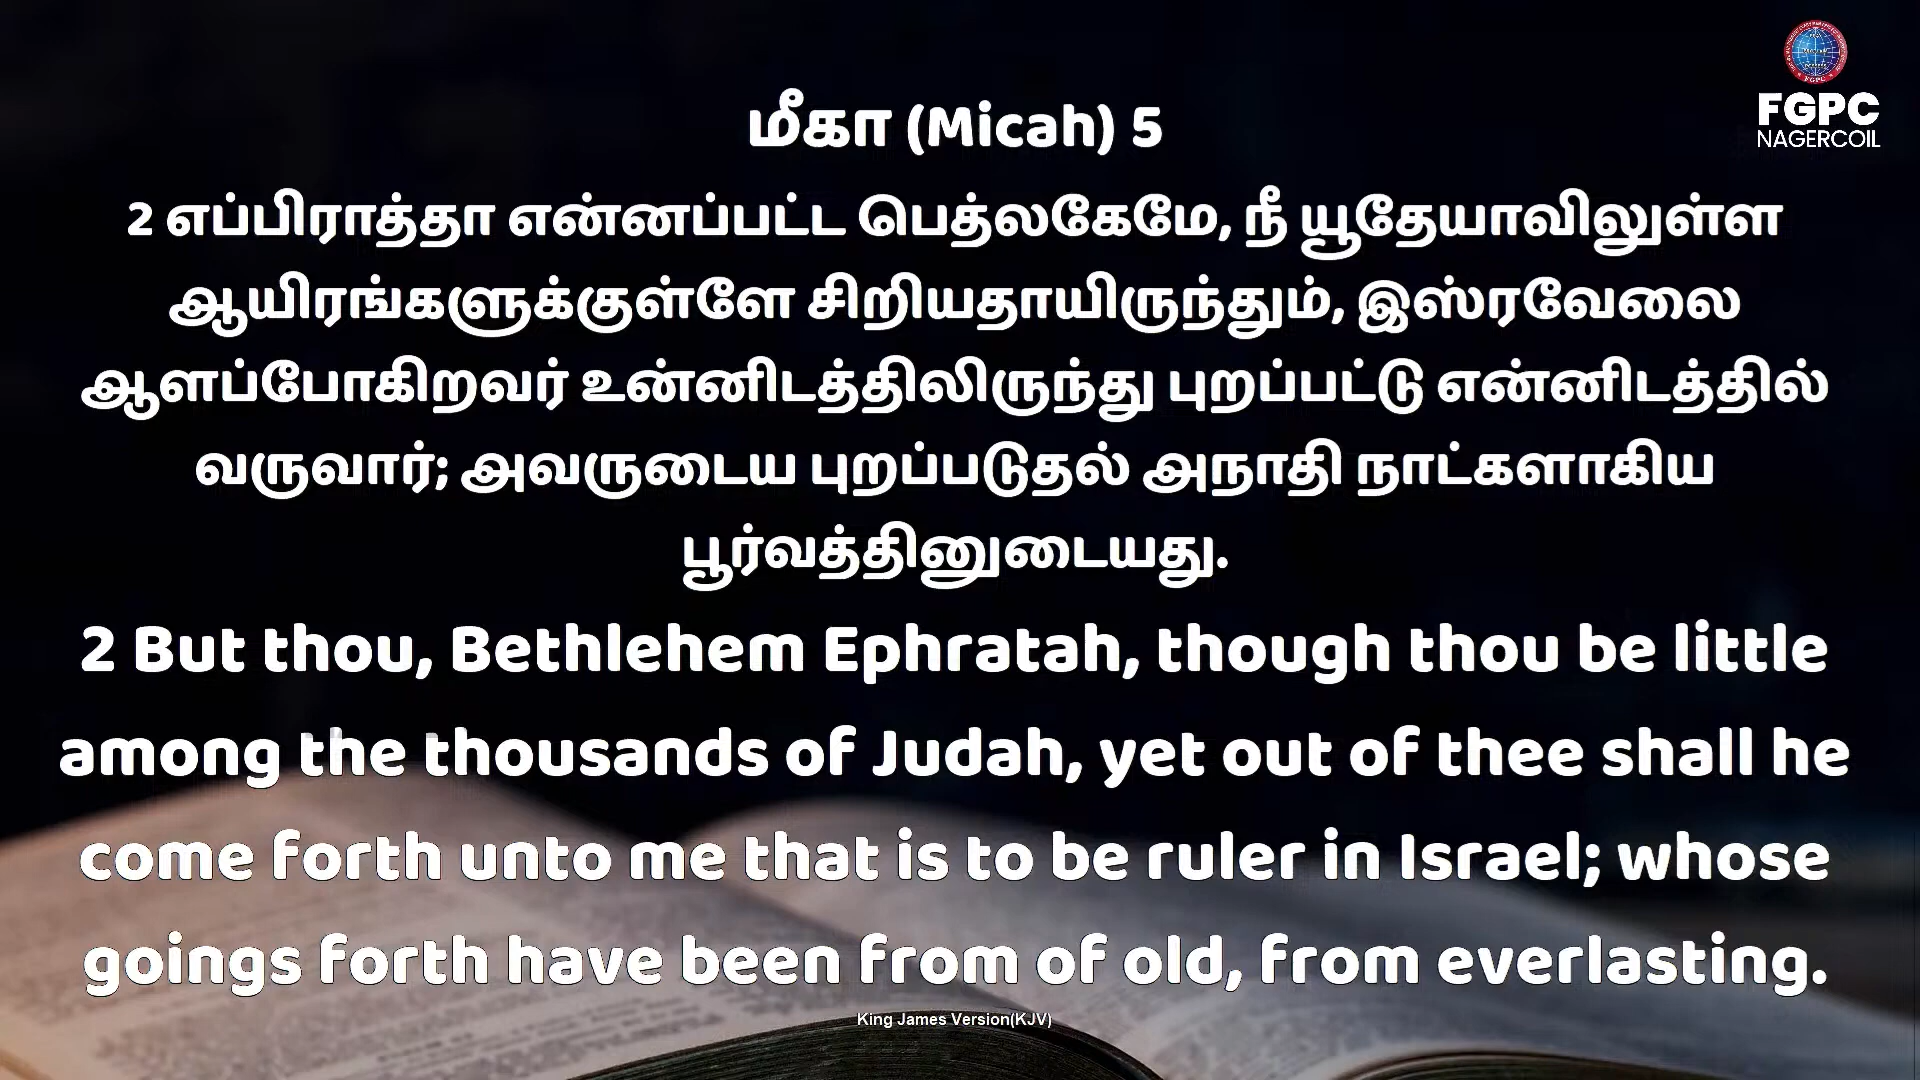 FGPC
NAGERCOIL
மீகா (Micah) 5
2 எப்பிராத்தா என்னப்பட்ட பெத்லகேமே, நீ யூதேயாவிலுள்ள
ஆயிரங்களுக்குள்ளே சிறியதாயிருந்தும், இஸ்ரவேலை
ஆளப்போகிறவர் உன்னிடத்திலிருந்து புறப்பட்டு என்னிடத்தில்
வருவார்; அவருடைய புறப்படுதல் அநாதி நாட்களாகிய
பூர்வத்தினுடையது.
2 But thou, Bethlehem Ephratah, though thou be little
among the thousands of Judah, yet out of thee shall he
come forth unto me that is to be ruler in Israel; whose
goings forth have been from of old, from everlasting.
King James Version(KJV)